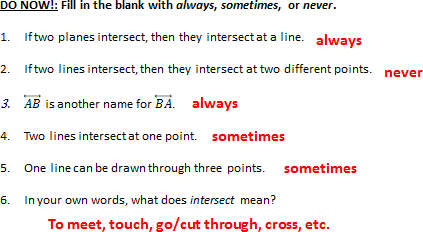 DO NOW!: Fill in the blank with always, sometimes, or never.
1. If two planes intersect, then they intersect at a line. always
2. If two lines intersect, then they intersect at two different points. never
3. AB is another name for BA. always
4. Two lines intersect at one point. sometimes
5. One line can be drawn through three points. sometimes
6. In your own words, what does intersect mean?
To meet, touch, go/cut through, cross, etc.